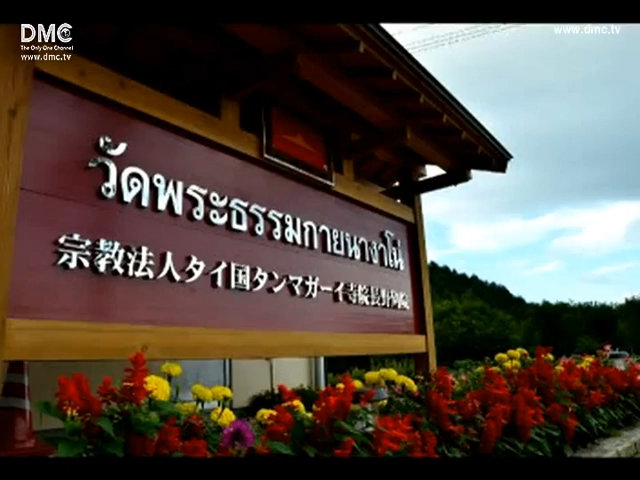 DMC
The Only One Channel
www.dmc.tv
www.dmc.tv
วัดพระธรรมกายนางาโน่
宗教法人タイ国タンマガーイ寺院長野別院